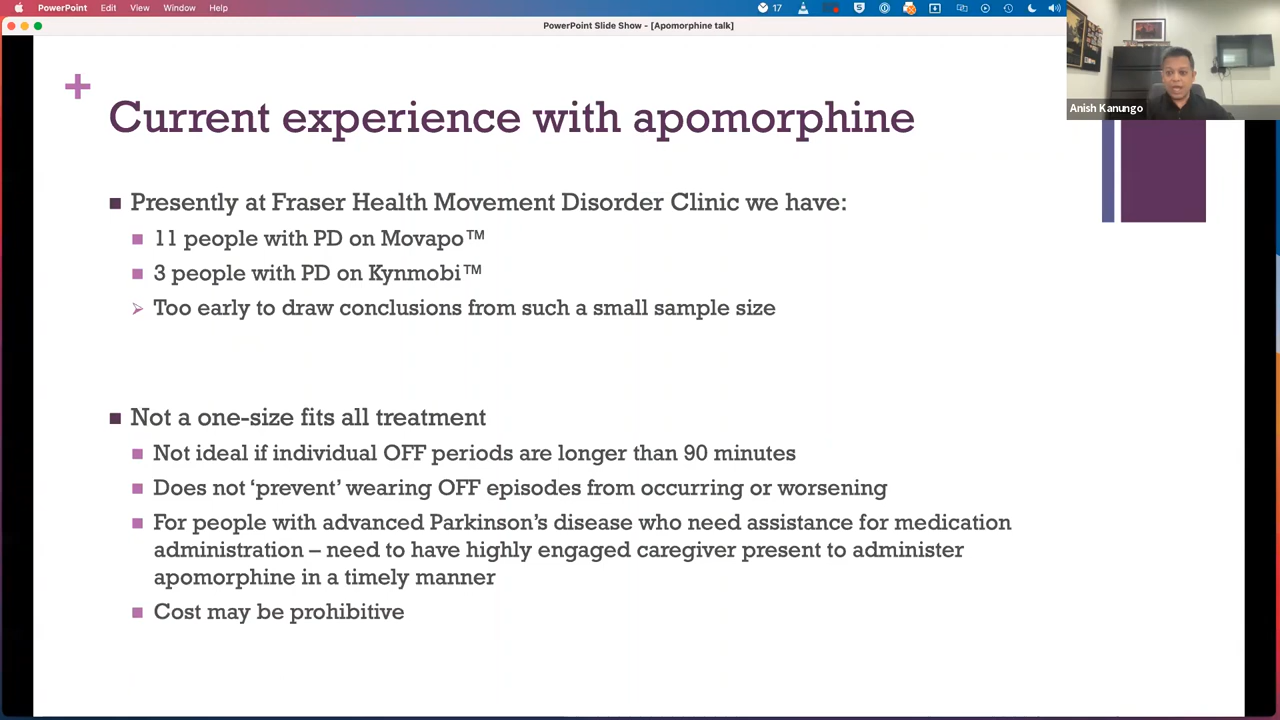 PowerPoint Edit View Window Help 17
PowerPoint Slide Show - [Apomorphine talk]
Anish Kanungo
+
Current experience with apomorphine
Presently at Fraser Health Movement Disorder Clinic we have:
11 people with PD on Movapo™
3 people with PD on Kynmobi™
Too early to draw conclusions from such a small sample size
Not a one-size fits all treatment
Not ideal if individual OFF periods are longer than 90 minutes
Does not ‘prevent’ wearing OFF episodes from occurring or worsening
For people with advanced Parkinson’s disease who need assistance for medication
administration – need to have highly engaged caregiver present to administer
apomorphine in a timely manner
Cost may be prohibitive